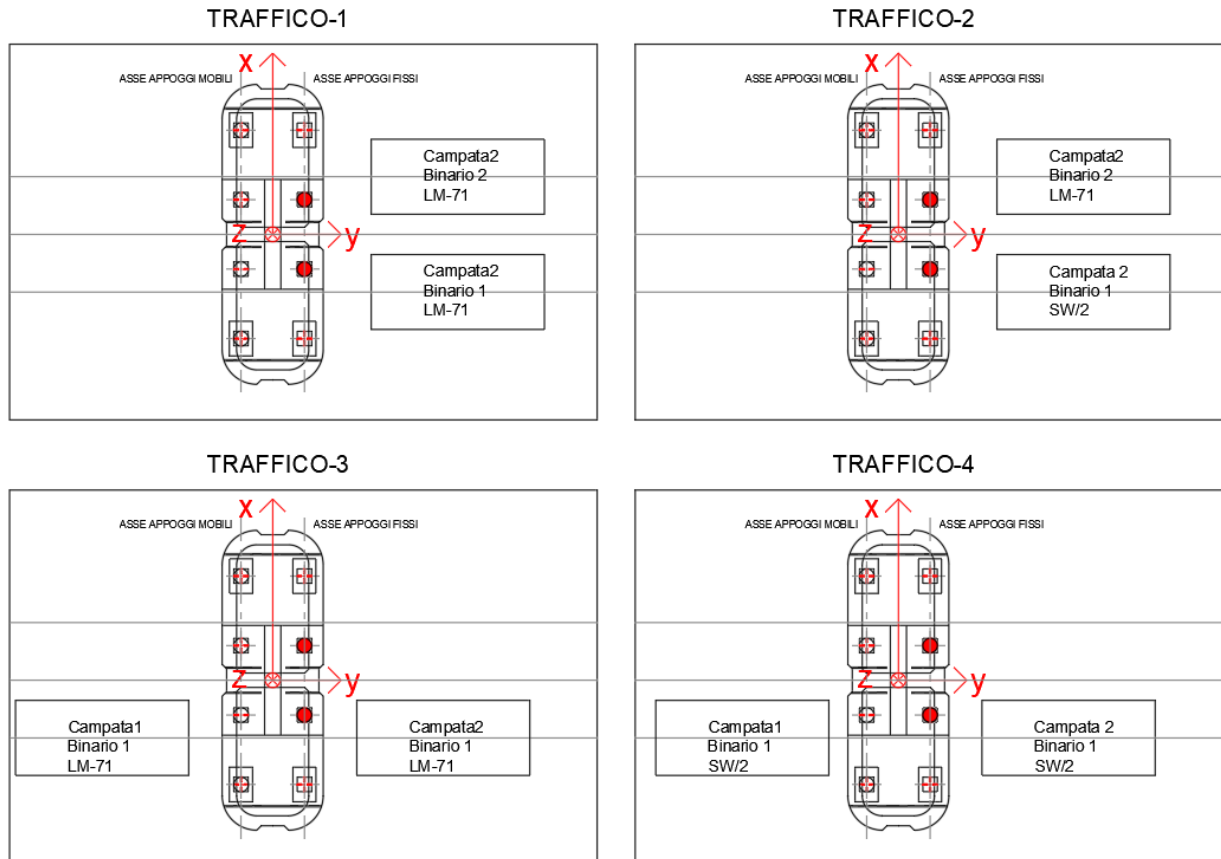 TRAFFICO-1
x
ASSE APPOGGI MOBILI
ASSE APPOGGI FISSI
Campata2
Binario 2
LM-71
z
y
Campata2
Binario 1
LM-71
TRAFFICO-2
x
ASSE APPOGGI MOBILI
ASSE APPOGGI FISSI
Campata2
Binario 2
LM-71
z
y
Campata 2
Binario 1
SW/2
TRAFFICO-3
x
ASSE APPOGGI MOBILI
ASSE APPOGGI FISSI
z
y
Campata1
Binario 1
LM-71
Campata2
Binario 1
LM-71
TRAFFICO-4
x
ASSE APPOGGI MOBILI
ASSE APPOGGI FISSI
z
y
Campata1
Binario 1
SW/2
Campata 2
Binario 1
SW/2